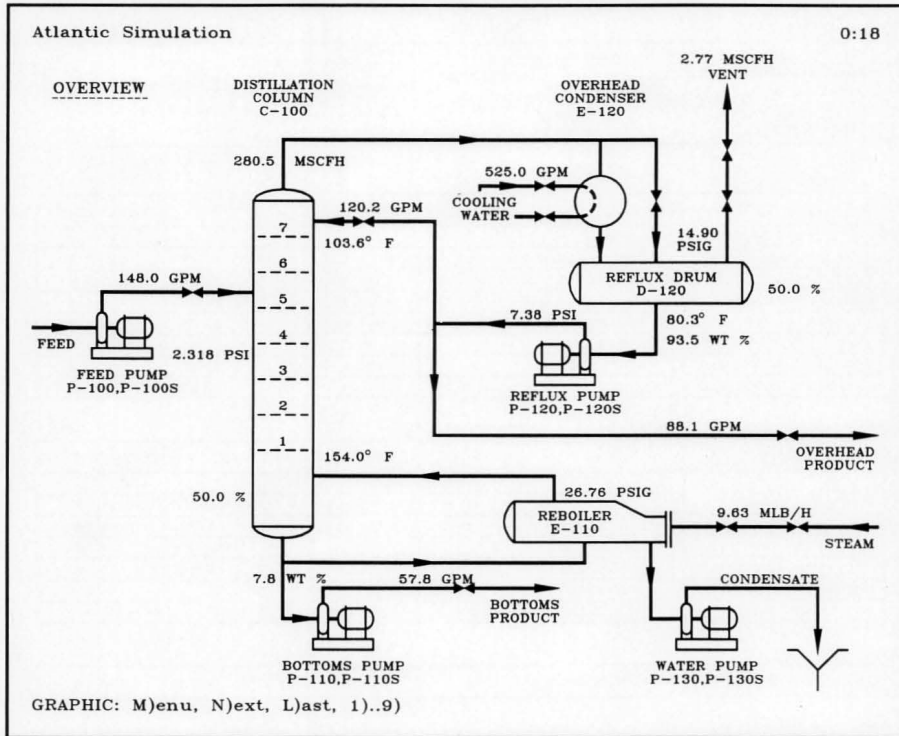 Atlantic Simulation
0:18
OVERVIEW
DISTILLATION
COLUMN
C-100
OVERHEAD
CONDENSER
E-120
2.77 MSCFH
VENT
280.5 MSCFH
525.0 GPM
COOLING
WATER
120.2 GPM
103.6° F
14.90
PSIG
REFLUX DRUM
D-120
50.0 %
80.3° F
93.5 WT %
148.0 GPM
FEED
FEED PUMP
P-100,P-100S
2.318 PSI
7
6
5
4
3
2
1
7.38 PSI
REFLUX PUMP
P-120,P-120S
88.1 GPM
OVERHEAD
PRODUCT
154.0° F
50.0 %
26.76 PSIG
REBOILER
E-110
9.63 MLB/H
STEAM
7.8 WT %
57.8 GPM
BOTTOMS
PRODUCT
CONDENSATE
BOTTOMS PUMP
P-110,P-110S
WATER PUMP
P-130,P-130S
GRAPHIC: M)enu, N)ext, L)ast, 1)..9)